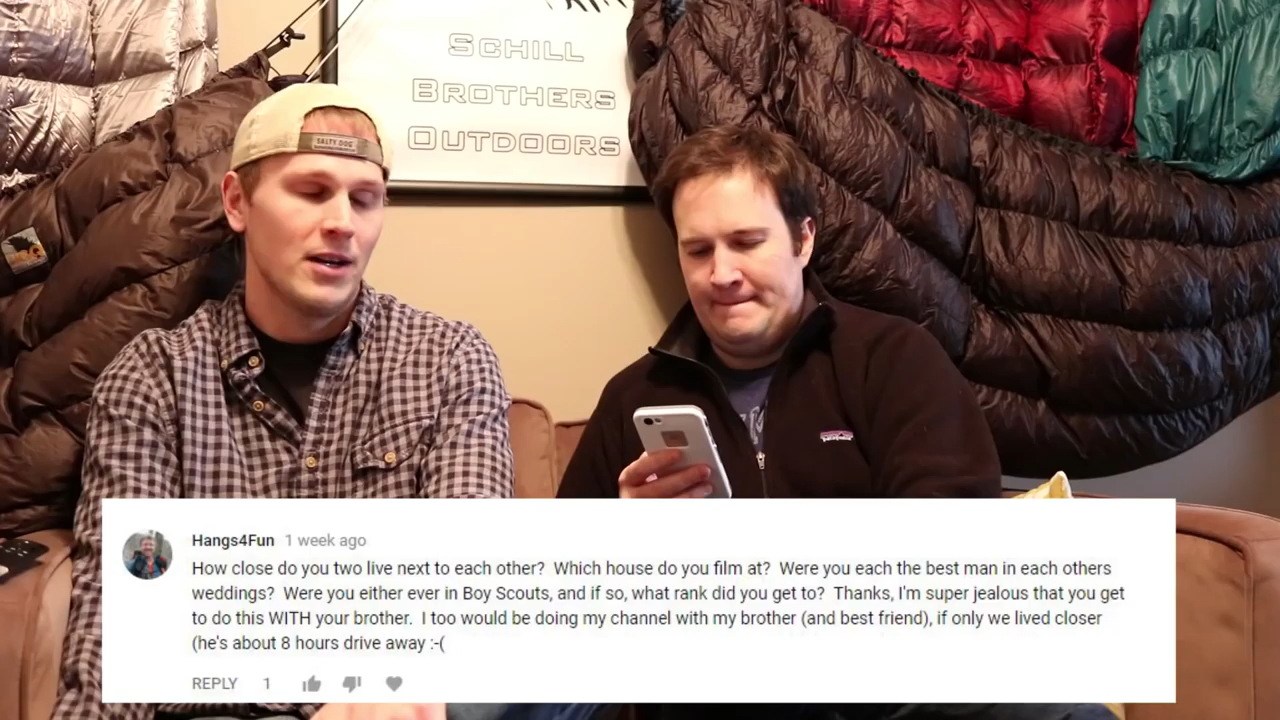 SCHILL
BROTHERS
OUTDOORS
SALTY DOG
patagonia
Hangs4Fun 1 week ago
How close do you two live next to each other? Which house do you film at? Were you each the best man in each others
weddings? Were you either ever in Boy Scouts, and if so, what rank did you get to? Thanks, I'm super jealous that you get
to do this WITH your brother. I too would be doing my channel with my brother (and best friend), if only we lived closer
(he's about 8 hours drive away :-(
REPLY 1